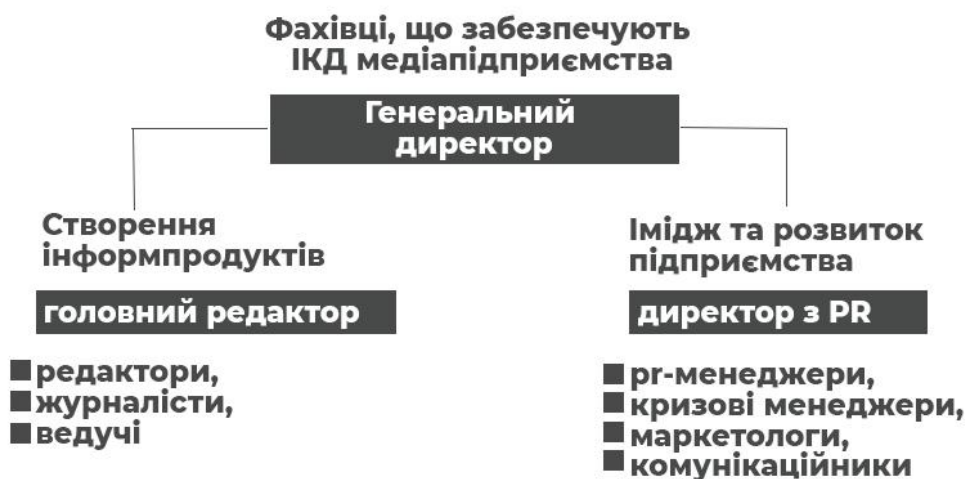 Фахівці, що забезпечують
ІКД медіапідприємства
Генеральний
директор
Створення
інформпродуктів
головний редактор
редактори,
журналісти,
ведучі
Імідж та розвиток
підприємства
директор з PR
pr-менеджери,
кризові менеджери,
маркетологи,
комунікаційники